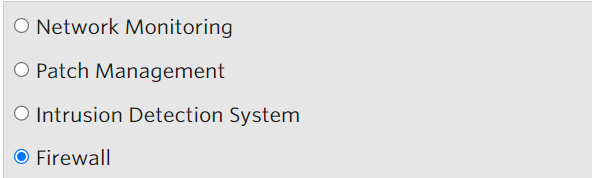 Network Monitoring
Patch Management
Intrusion Detection System
Firewall